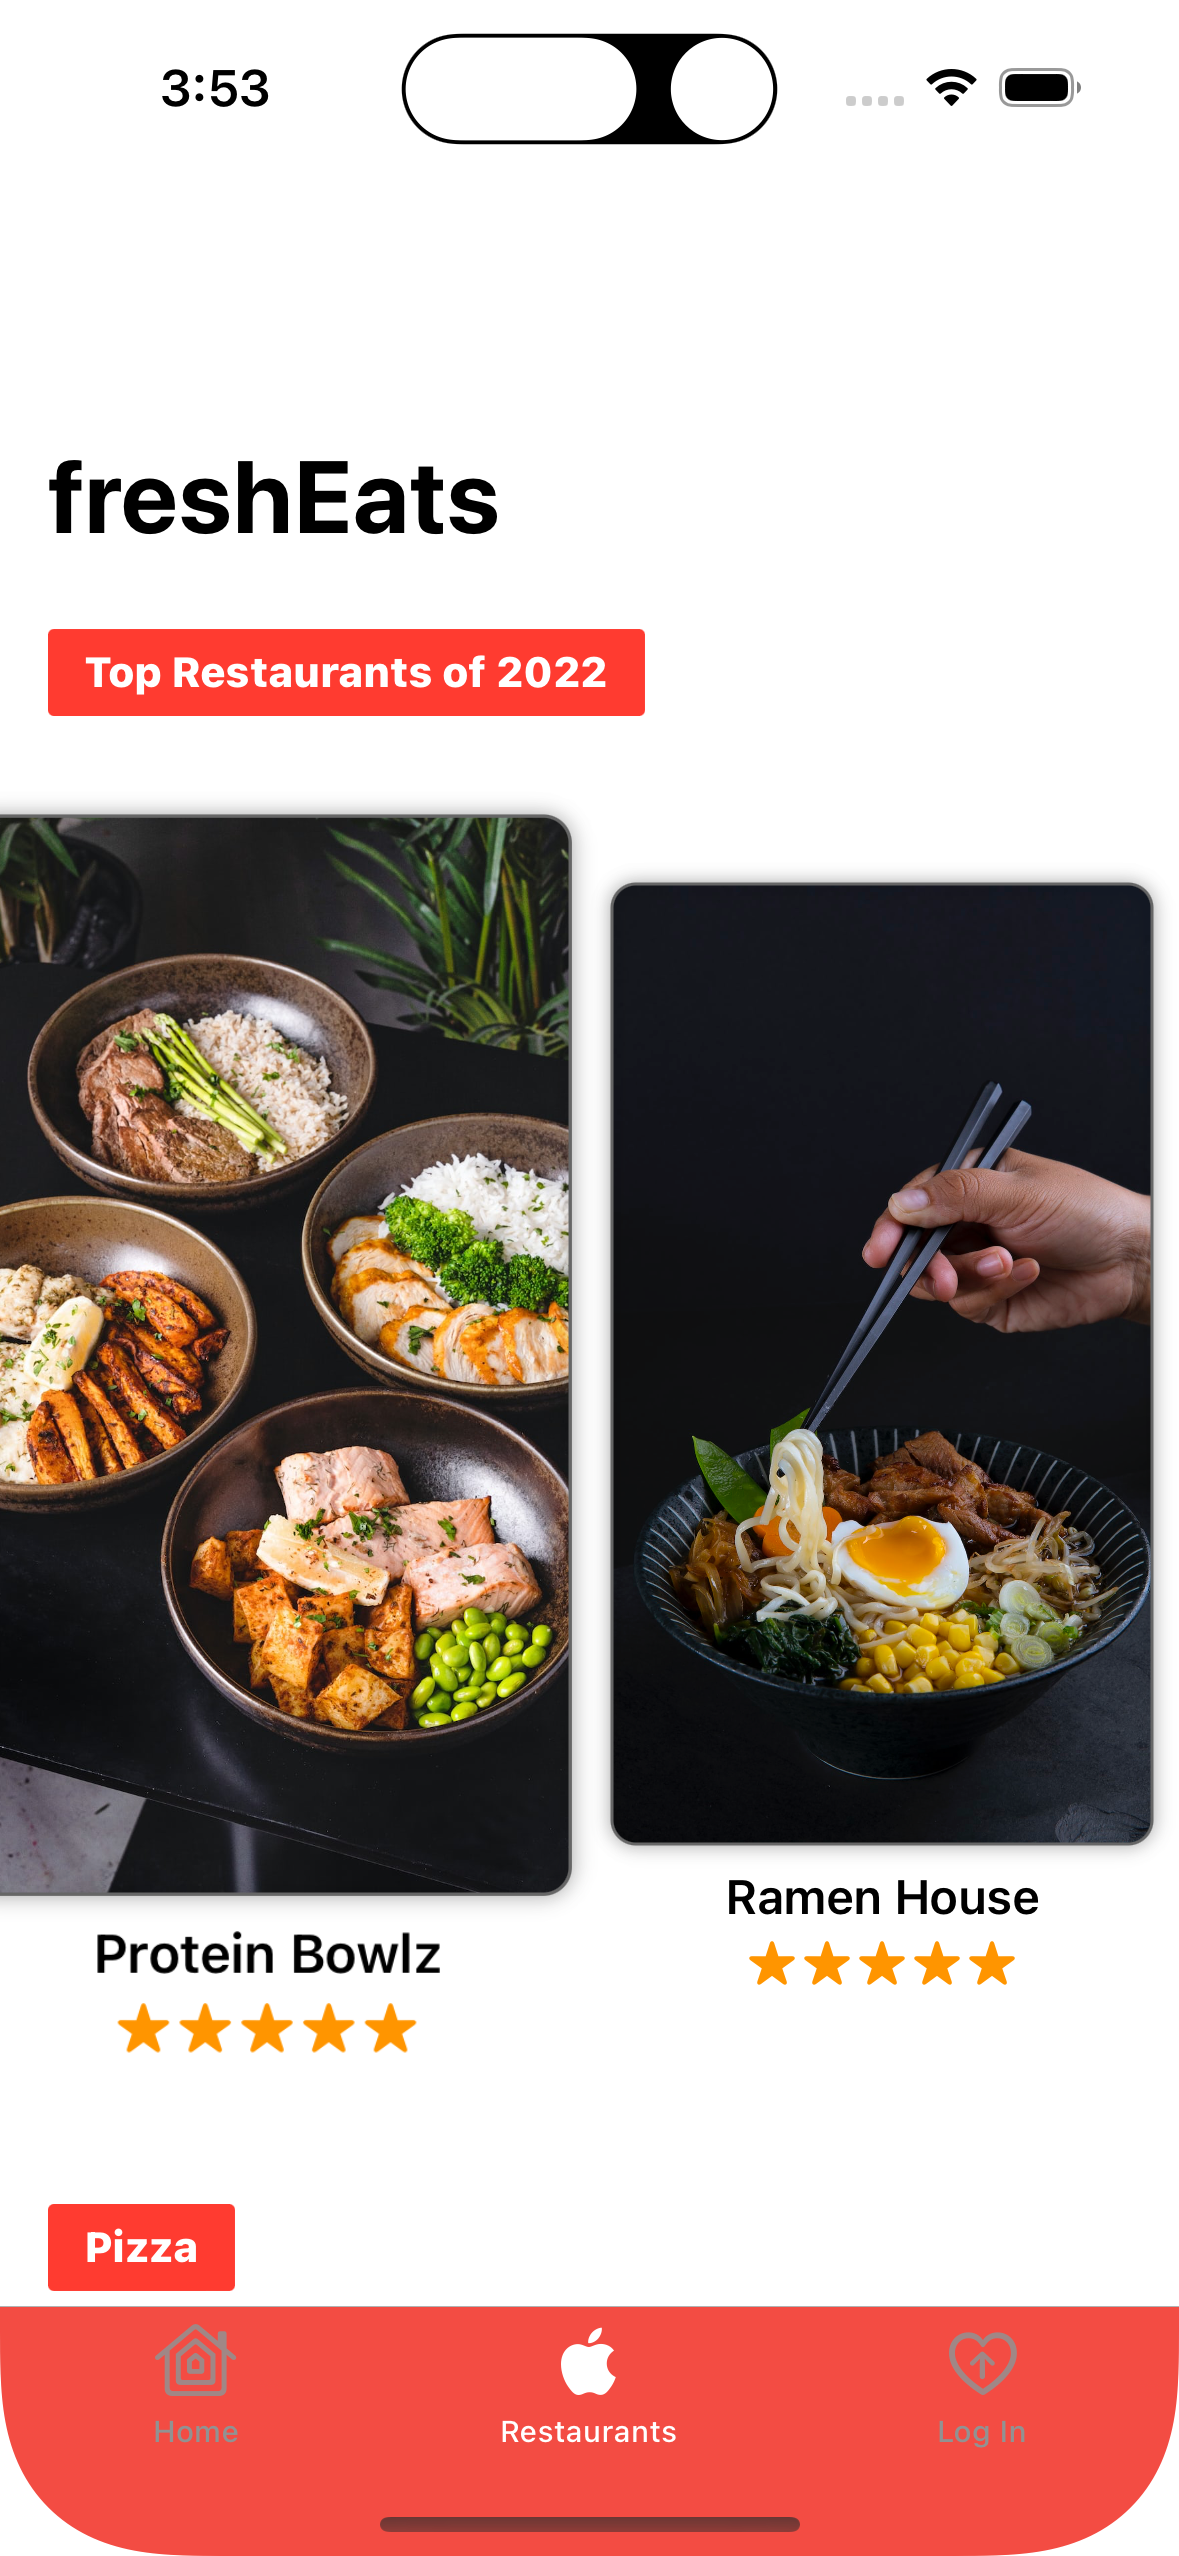 3:53
freshEats
Top Restaurants of 2022
Protein Bowlz
Ramen House
Pizza
Home
Restaurants
Log In